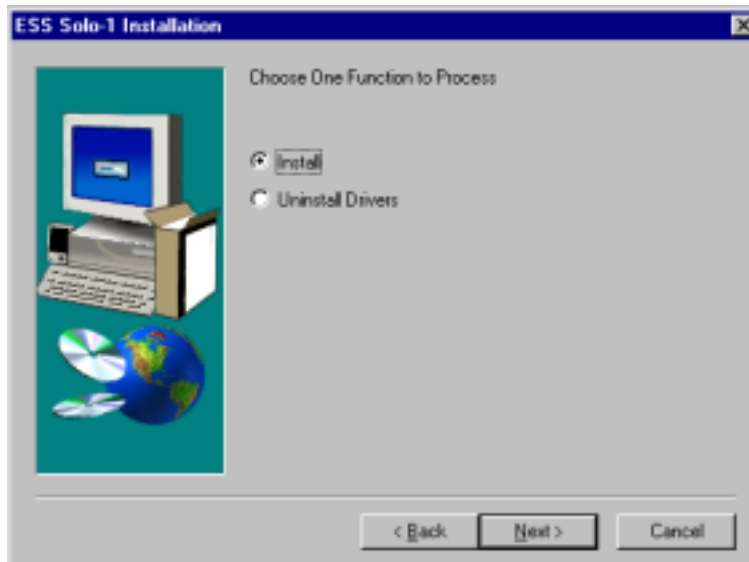 ESS Solo-1 Installation
Choose One Function to Process
Install
Uninstall Drivers
< Back
Next >
Cancel